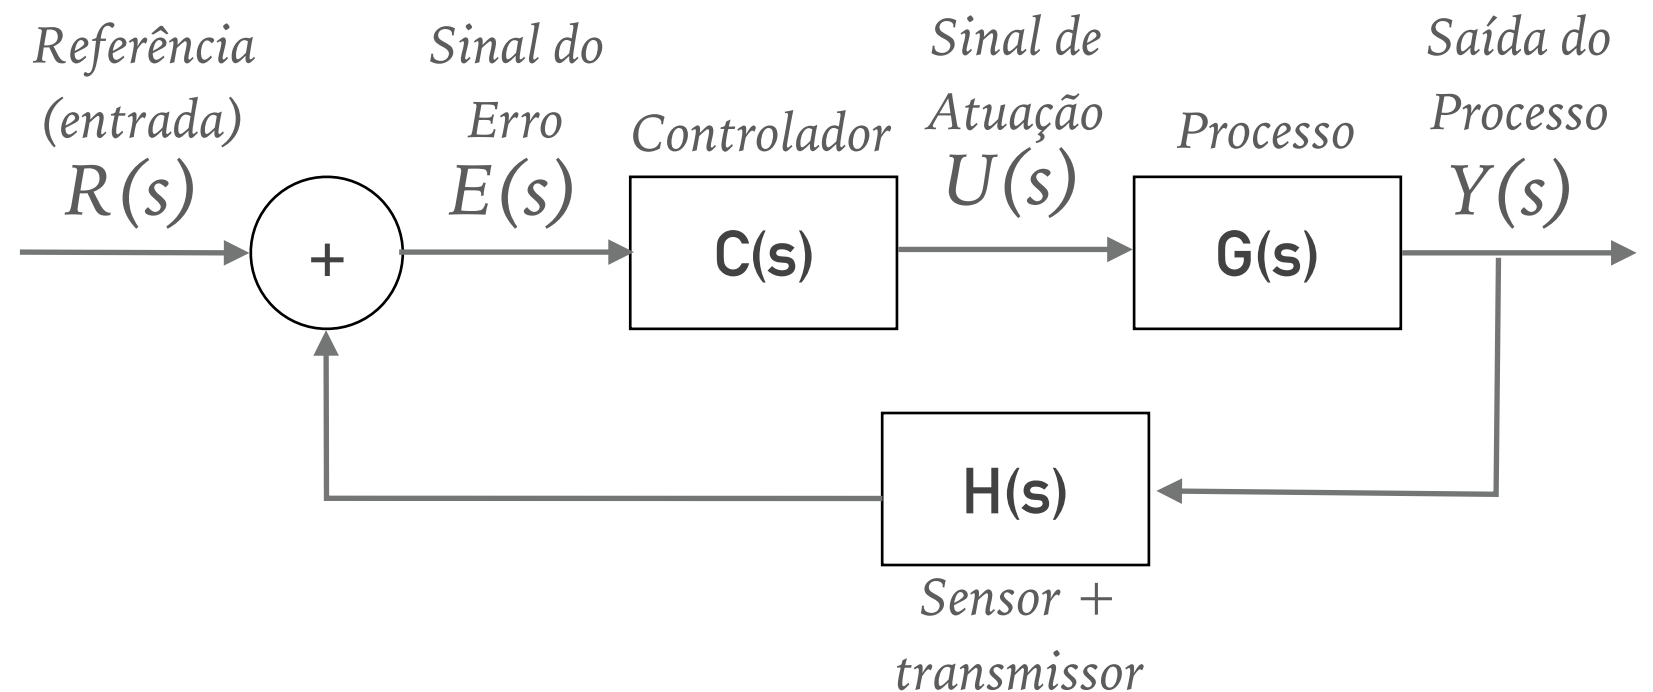 Referência
(entrada)
R(s)
Sinal do
Erro
E(s)
Controlador
Sinal de
Atuação
U(s)
Processo
Saída do
Processo
Y(s)
+
C(s)
G(s)
H(s)
Sensor +
transmissor